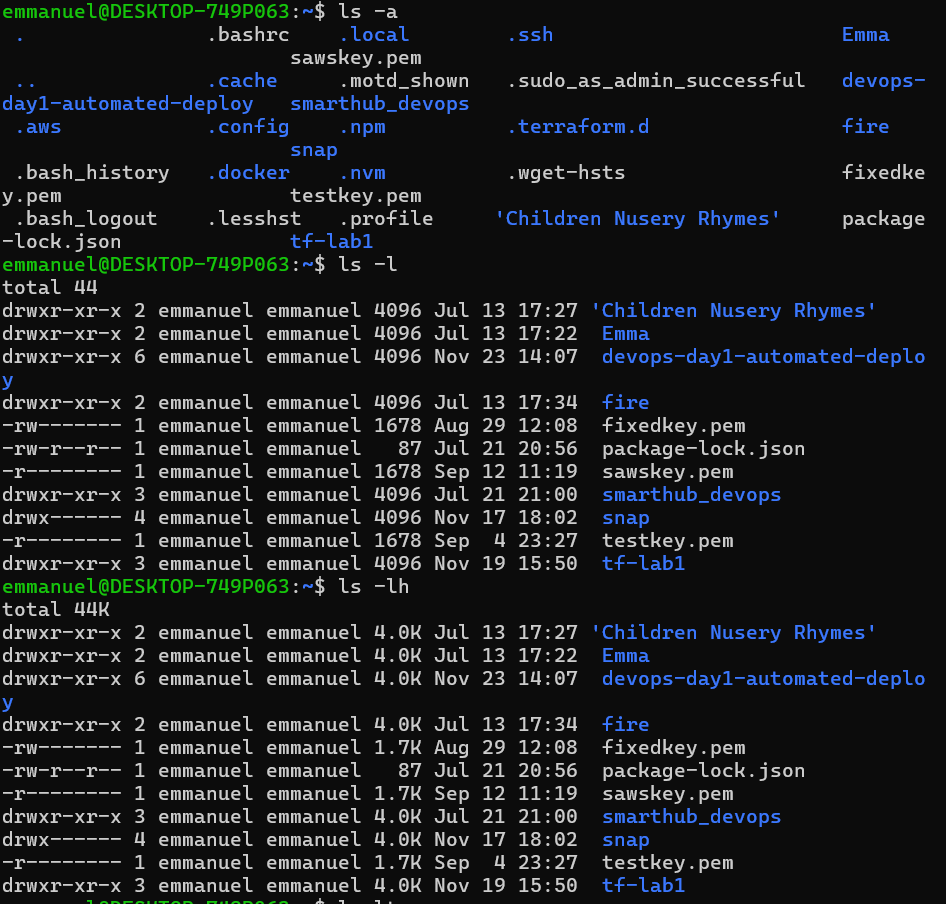 emmanuel@DESKTOP-749P063:~$ ls -a
.                .bashrc    .local        .ssh                        Emma
                        sawskey.pem
..               .cache     .motd_shown   .sudo_as_admin_successful   devops-
day1-automated-deploy   smarthub_devops
.aws             .config    .npm          .terraform.d                fire
                        snap
.bash_history   .docker    .nvm          .wget-hsts                  fixedke
y.pem                   testkey.pem
.bash_logout    .lesshst   .profile     'Children Nusery Rhymes'     package
-lock.json              tf-lab1
emmanuel@DESKTOP-749P063:~$ ls -l
total 44
drwxr-xr-x 2 emmanuel emmanuel 4096 Jul 13 17:27 'Children Nusery Rhymes'
drwxr-xr-x 2 emmanuel emmanuel 4096 Jul 13 17:22  Emma
drwxr-xr-x 6 emmanuel emmanuel 4096 Nov 23 14:07  devops-day1-automated-deplo
y
drwxr-xr-x 2 emmanuel emmanuel 4096 Jul 13 17:34  fire
-rw------- 1 emmanuel emmanuel 1678 Aug 29 12:08  fixedkey.pem
-rw-r--r-- 1 emmanuel emmanuel   87 Jul 21 20:56  package-lock.json
-r-------- 1 emmanuel emmanuel 1678 Sep 12 11:19  sawskey.pem
drwxr-xr-x 3 emmanuel emmanuel 4096 Jul 21 21:00  smarthub_devops
drwx------ 4 emmanuel emmanuel 4096 Nov 17 18:02  snap
-r-------- 1 emmanuel emmanuel 1678 Sep  4 23:27  testkey.pem
drwxr-xr-x 3 emmanuel emmanuel 4096 Nov 19 15:50  tf-lab1
emmanuel@DESKTOP-749P063:~$ ls -lh
total 44K
drwxr-xr-x 2 emmanuel emmanuel 4.0K Jul 13 17:27 'Children Nusery Rhymes'
drwxr-xr-x 2 emmanuel emmanuel 4.0K Jul 13 17:22  Emma
drwxr-xr-x 6 emmanuel emmanuel 4.0K Nov 23 14:07  devops-day1-automated-deplo
y
drwxr-xr-x 2 emmanuel emmanuel 4.0K Jul 13 17:34  fire
-rw------- 1 emmanuel emmanuel 1.7K Aug 29 12:08  fixedkey.pem
-rw-r--r-- 1 emmanuel emmanuel   87 Jul 21 20:56  package-lock.json
-r-------- 1 emmanuel emmanuel 1.7K Sep 12 11:19  sawskey.pem
drwxr-xr-x 3 emmanuel emmanuel 4.0K Jul 21 21:00  smarthub_devops
drwx------ 4 emmanuel emmanuel 4.0K Nov 17 18:02  snap
-r-------- 1 emmanuel emmanuel 1.7K Sep  4 23:27  testkey.pem
drwxr-xr-x 3 emmanuel emmanuel 4.0K Nov 19 15:50  tf-lab1